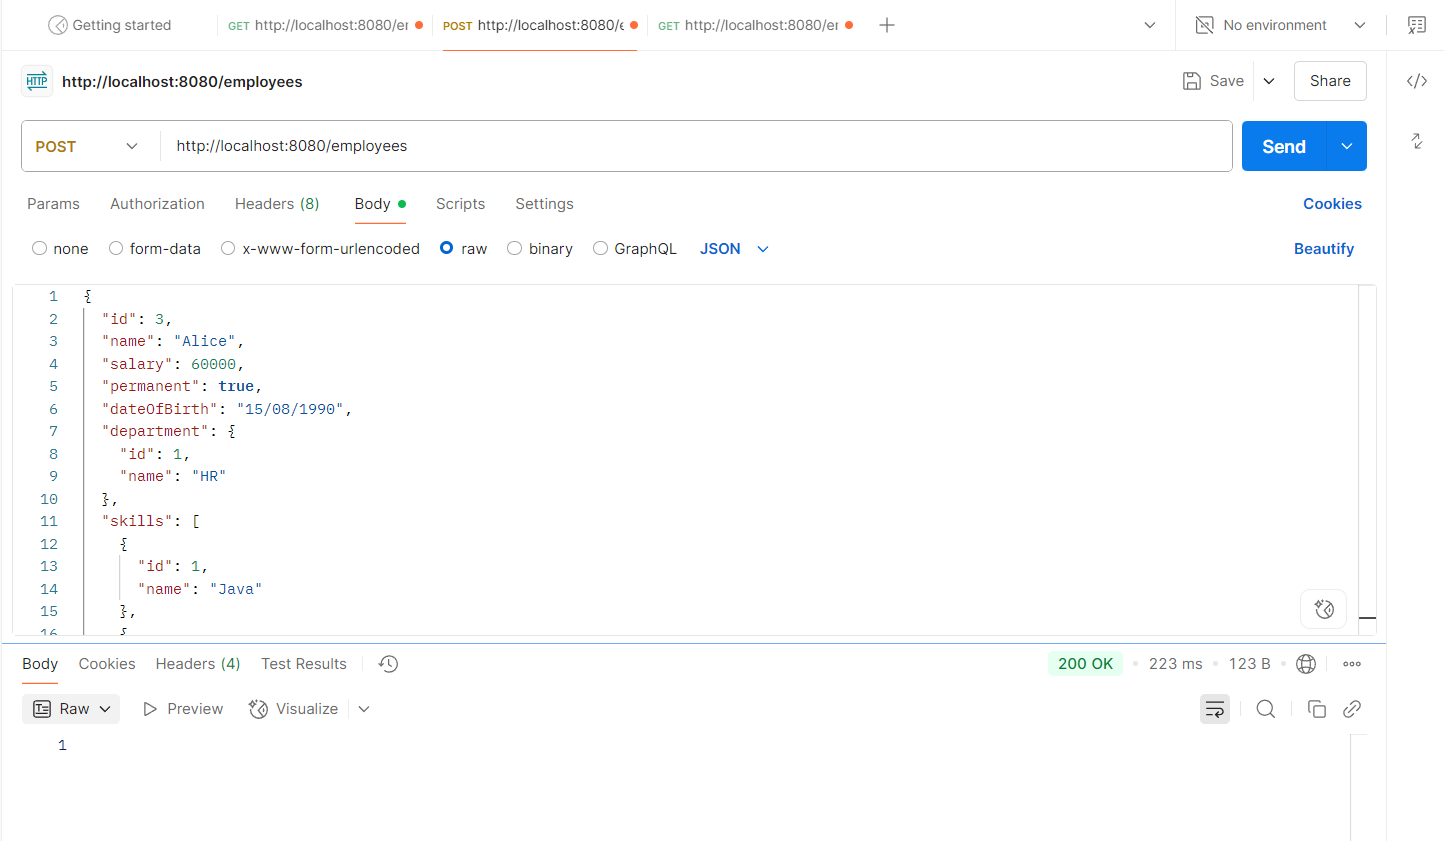 Getting started
GET http://localhost:8080/er
POST http://localhost:8080/e
GET http://localhost:8080/er
No environment
HTTP http://localhost:8080/employees
Save
Share
POST http://localhost:8080/employees
Send
Params Authorization Headers (8) Body Scripts Settings Cookies
none form-data x-www-form-urlencoded raw binary GraphQL JSON Beautify
1 {
2 "id": 3,
3 "name": "Alice",
4 "salary": 60000,
5 "permanent": true,
6 "dateOfBirth": "15/08/1990",
7 "department": {
8 "id": 1,
9 "name": "HR"
10 },
11 "skills": [
12 {
13 "id": 1,
14 "name": "Java"
15 },
16 {
Body Cookies Headers (4) Test Results 200 OK • 223 ms • 123 B •
Raw Preview Visualize
1